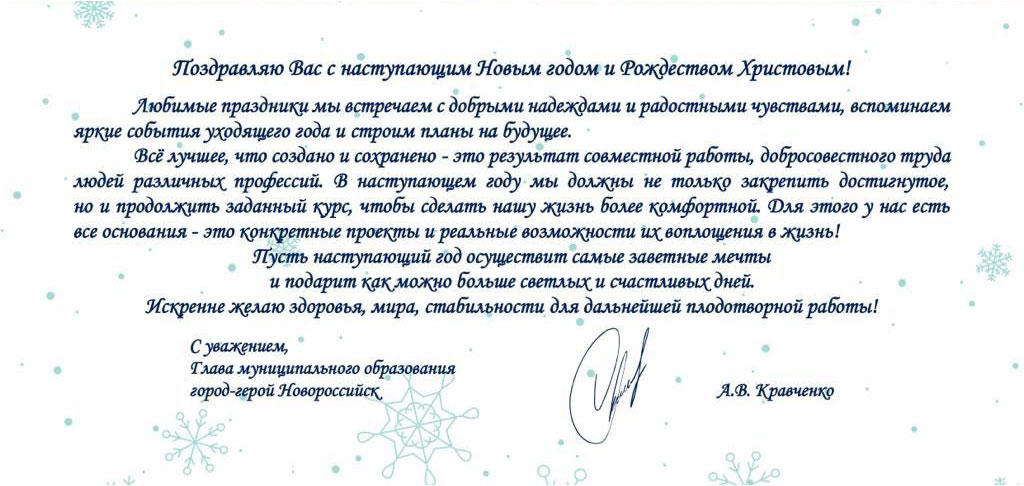 Поздравляю Вас с наступающим Новым годом и Рождеством Христовым!
Любимые праздники мы встречаем с добрыми надеждами и радостными чувствами, вспоминаем
яркие события уходящего года и строим планы на будущее.
Всё лучшее, что создано и сохранено - это результат совместной работы, добросовестного труда
людей различных профессий. В наступающем году мы должны не только закрепить достигнутое,
но и продолжить заданный курс, чтобы сделать нашу жизнь более комфортной. Для этого у нас есть
все основания - это конкретные проекты и реальные возможности их воплощения в жизнь!
Пусть наступающий год осуществит самые заветные мечты
и подарит как можно больше светлых и счастливых дней.
Искренне желаю здоровья, мира, стабильности для дальнейшей плодотворной работы!
С уважением,
Глава муниципального образования
город-герой Новороссийск
А.В. Кравченко